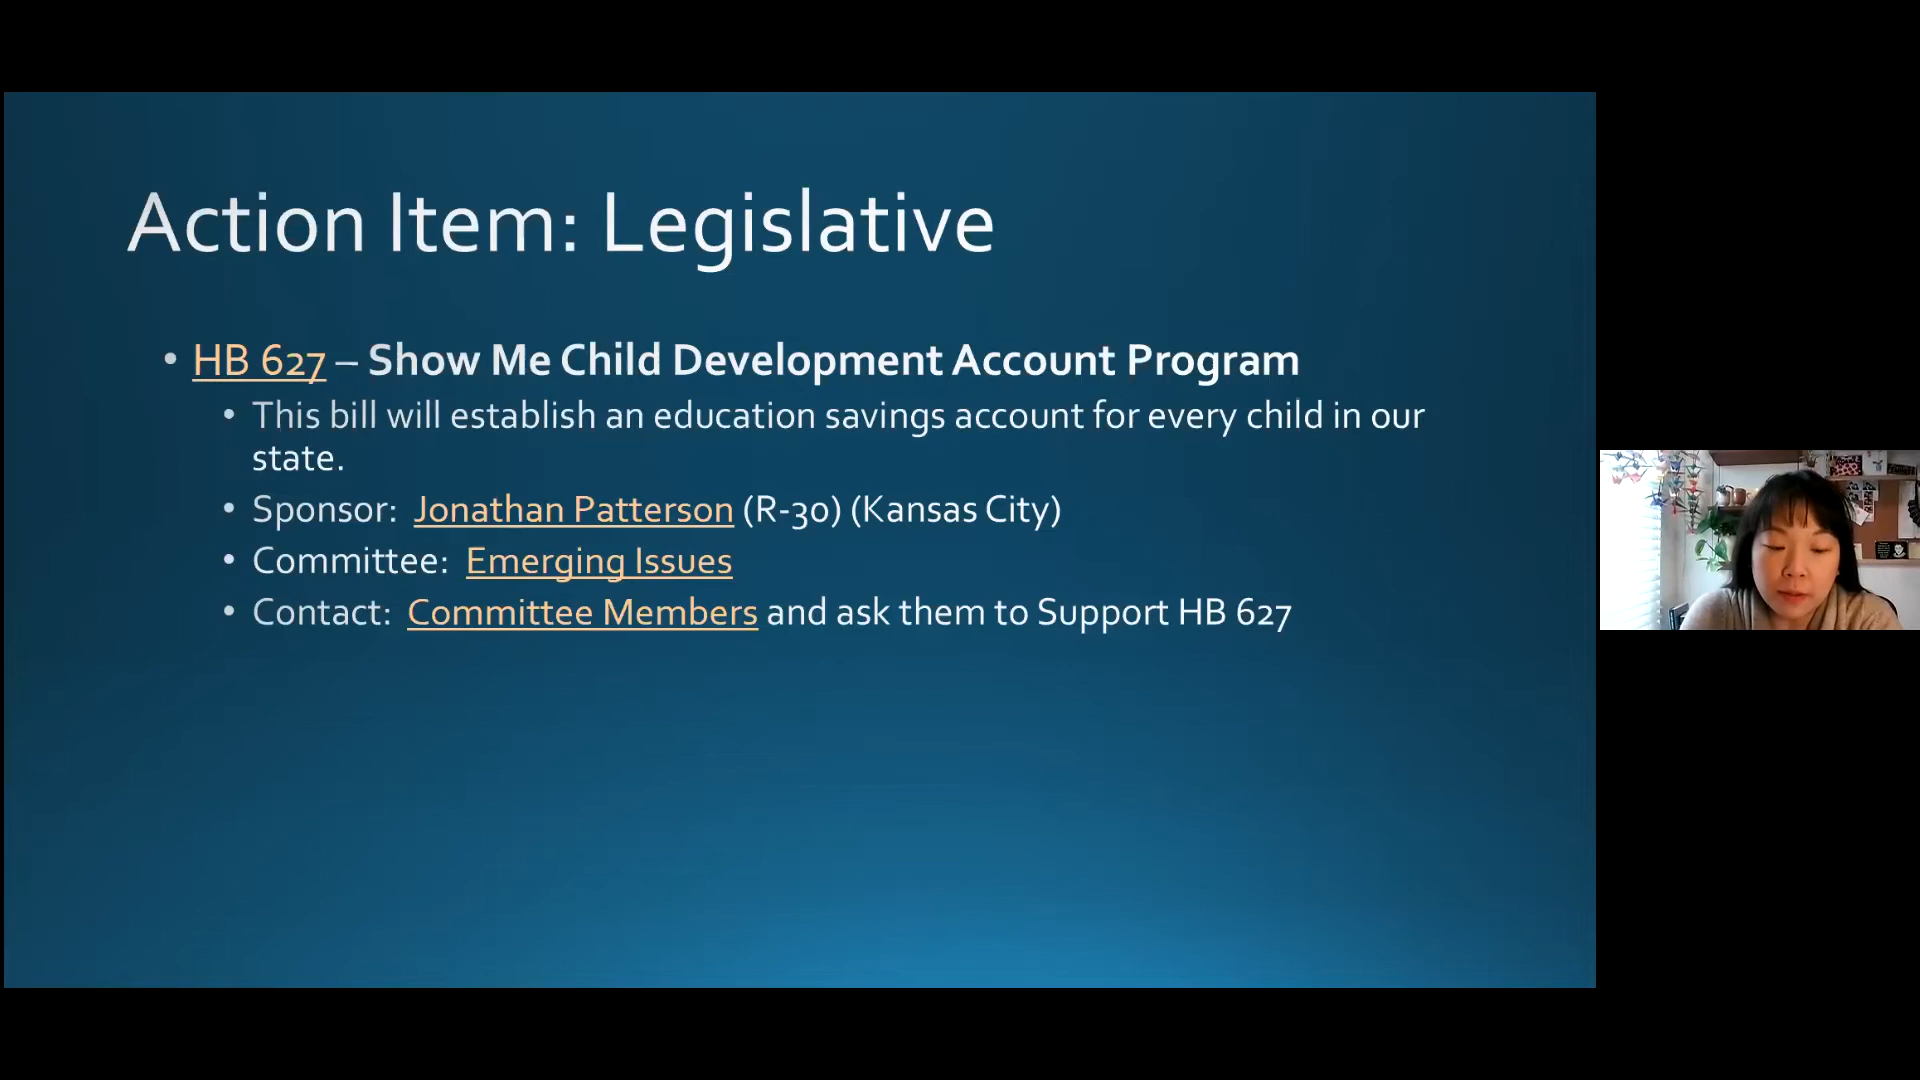 Action Item: Legislative
• HB 627 – Show Me Child Development Account Program
• This bill will establish an education savings account for every child in our
state.
• Sponsor: Jonathan Patterson (R-30) (Kansas City)
• Committee: Emerging Issues
• Contact: Committee Members and ask them to Support HB 627